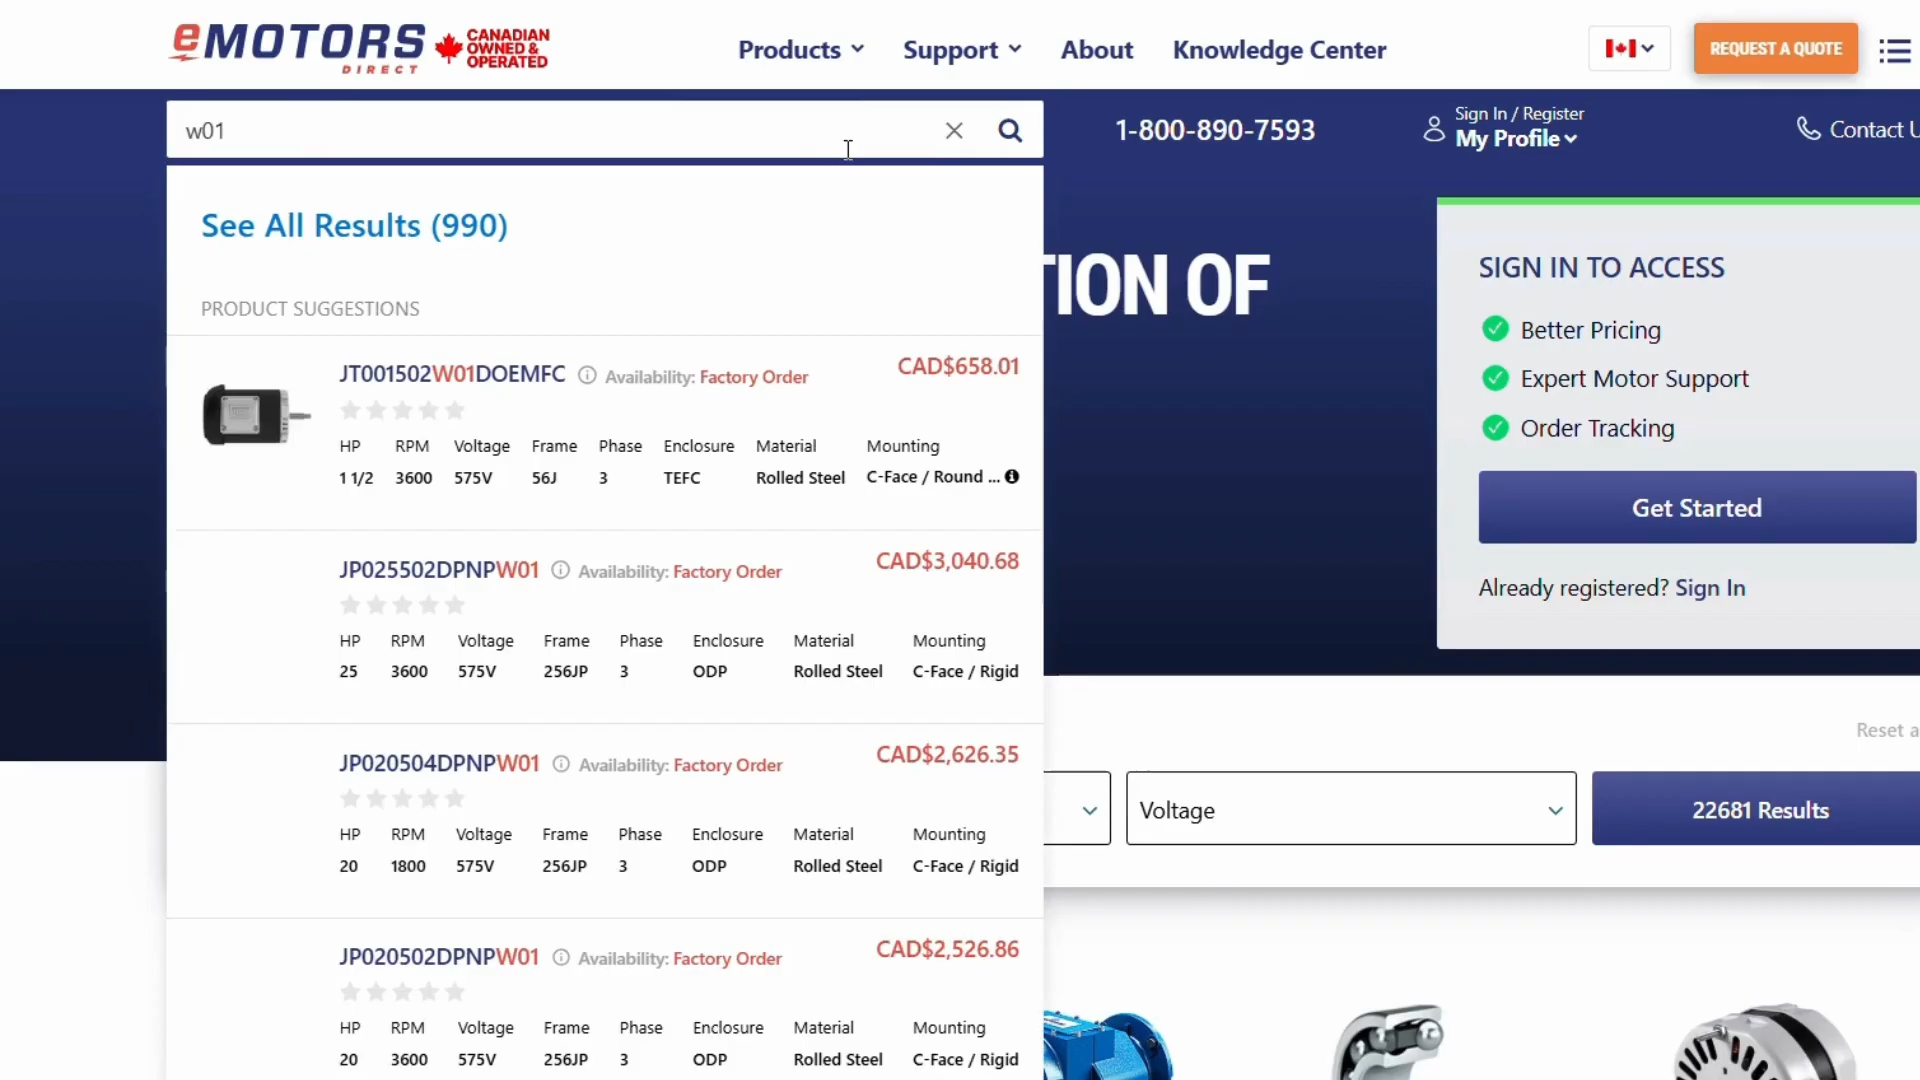 eMOTORS
DIRECT
CANADIAN
OWNED &
OPERATED
Products
Support
About
Knowledge Center
REQUEST A QUOTE
w01
1-800-890-7593
Sign In / Register
My Profile
Contact U
See All Results (990)
TION OF
SIGN IN TO ACCESS
Better Pricing
Expert Motor Support
Order Tracking
Get Started
Already registered? Sign In
PRODUCT SUGGESTIONS
JT001502W01DOEMFC Availability: Factory Order CAD$658.01
HP RPM Voltage Frame Phase Enclosure Material Mounting
1 1/2 3600 575V 56J 3 TEFC Rolled Steel C-Face / Round ...
JP025502DPNPW01 Availability: Factory Order CAD$3,040.68
HP RPM Voltage Frame Phase Enclosure Material Mounting
25 3600 575V 256JP 3 ODP Rolled Steel C-Face / Rigid
JP020504DPNPW01 Availability: Factory Order CAD$2,626.35
HP RPM Voltage Frame Phase Enclosure Material Mounting
20 1800 575V 256JP 3 ODP Rolled Steel C-Face / Rigid
JP020502DPNPW01 Availability: Factory Order CAD$2,526.86
HP RPM Voltage Frame Phase Enclosure Material Mounting
20 3600 575V 256JP 3 ODP Rolled Steel C-Face / Rigid
Reset a
Voltage
22681 Results